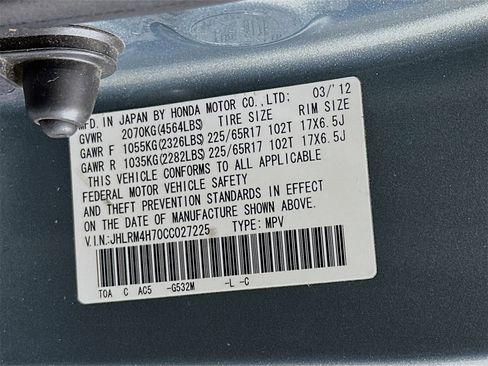 MFD. IN JAPAN BY HONDA MOTOR CO., LTD: 03/'12
GVWR 2070KG(4564LBS) TIRE SIZE RIM SIZE
GAWR F 1055KG(2326LBS) 225/65R17 102T 17X6.5J
GAWR R 1035KG(2282LBS) 225/65R17 102T 17X6.5J
THIS VEHICLE CONFORMS TO ALL APPLICABLE
FEDERAL MOTOR VEHICLE SAFETY
AND THEFT PREVENTION STANDARDS IN EFFECT
ON THE DATE OF MANUFACTURE SHOWN ABOVE.
V.I.N:JHLRM4H70CC027225 TYPE: MPV
TOA C AC5 -G532M -L -C